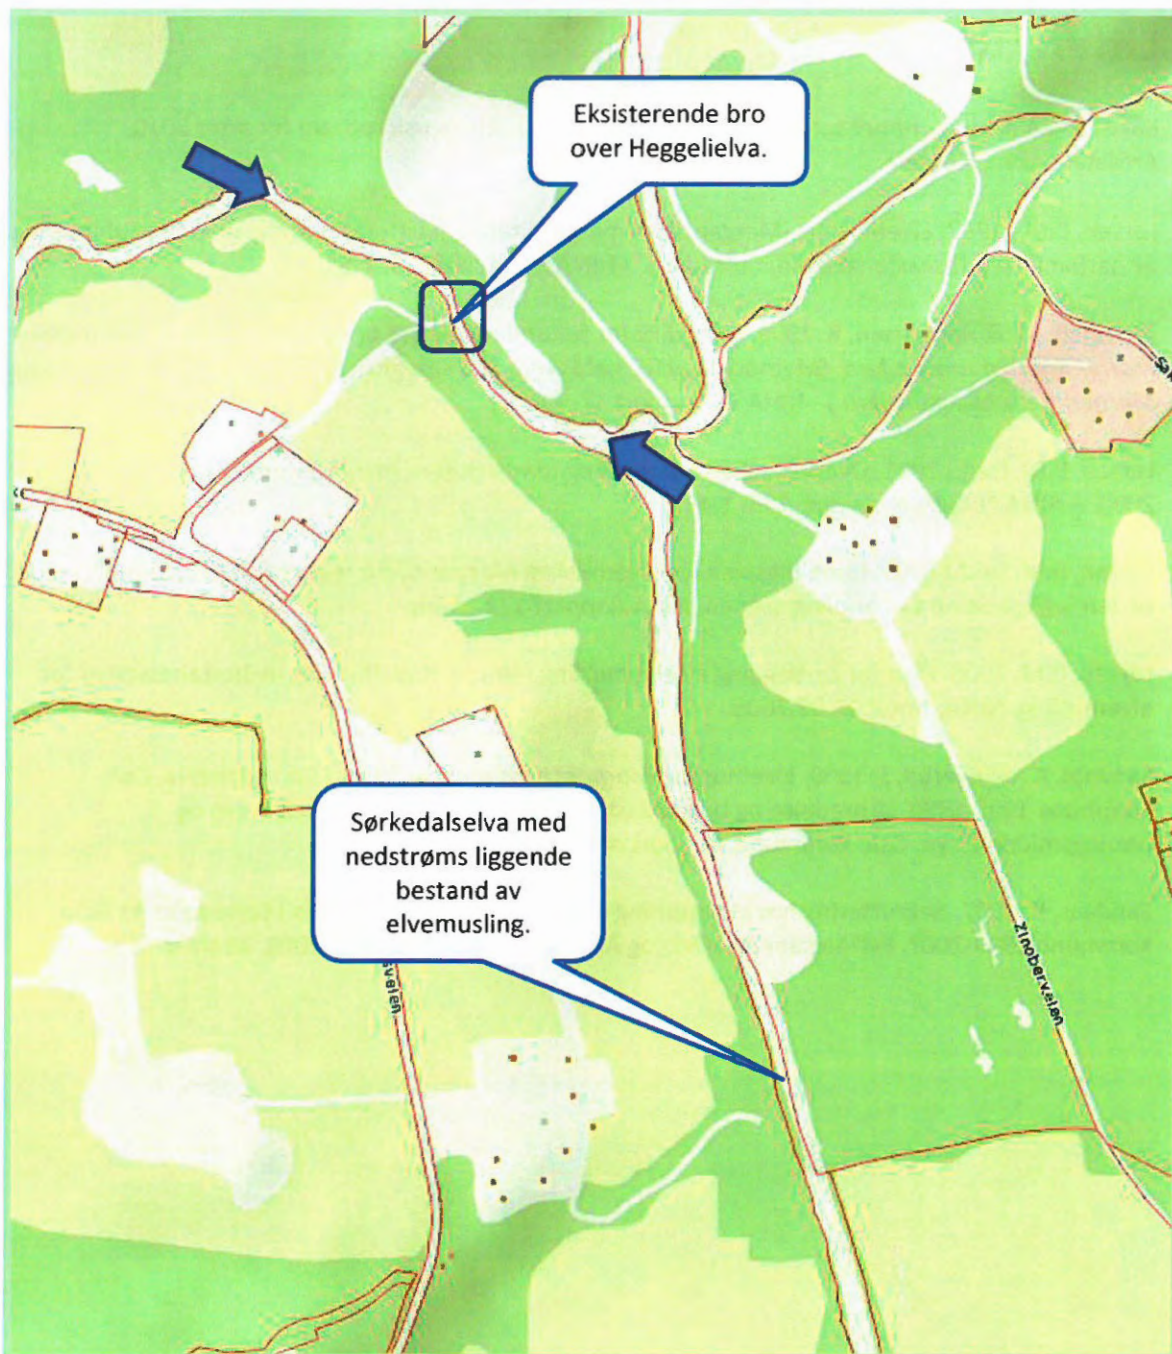 Eksisterende bro
over Heggelielva.
Sørkedalselva med
nedstrøms liggende
bestand av
elvemusling.
Zinoberveien